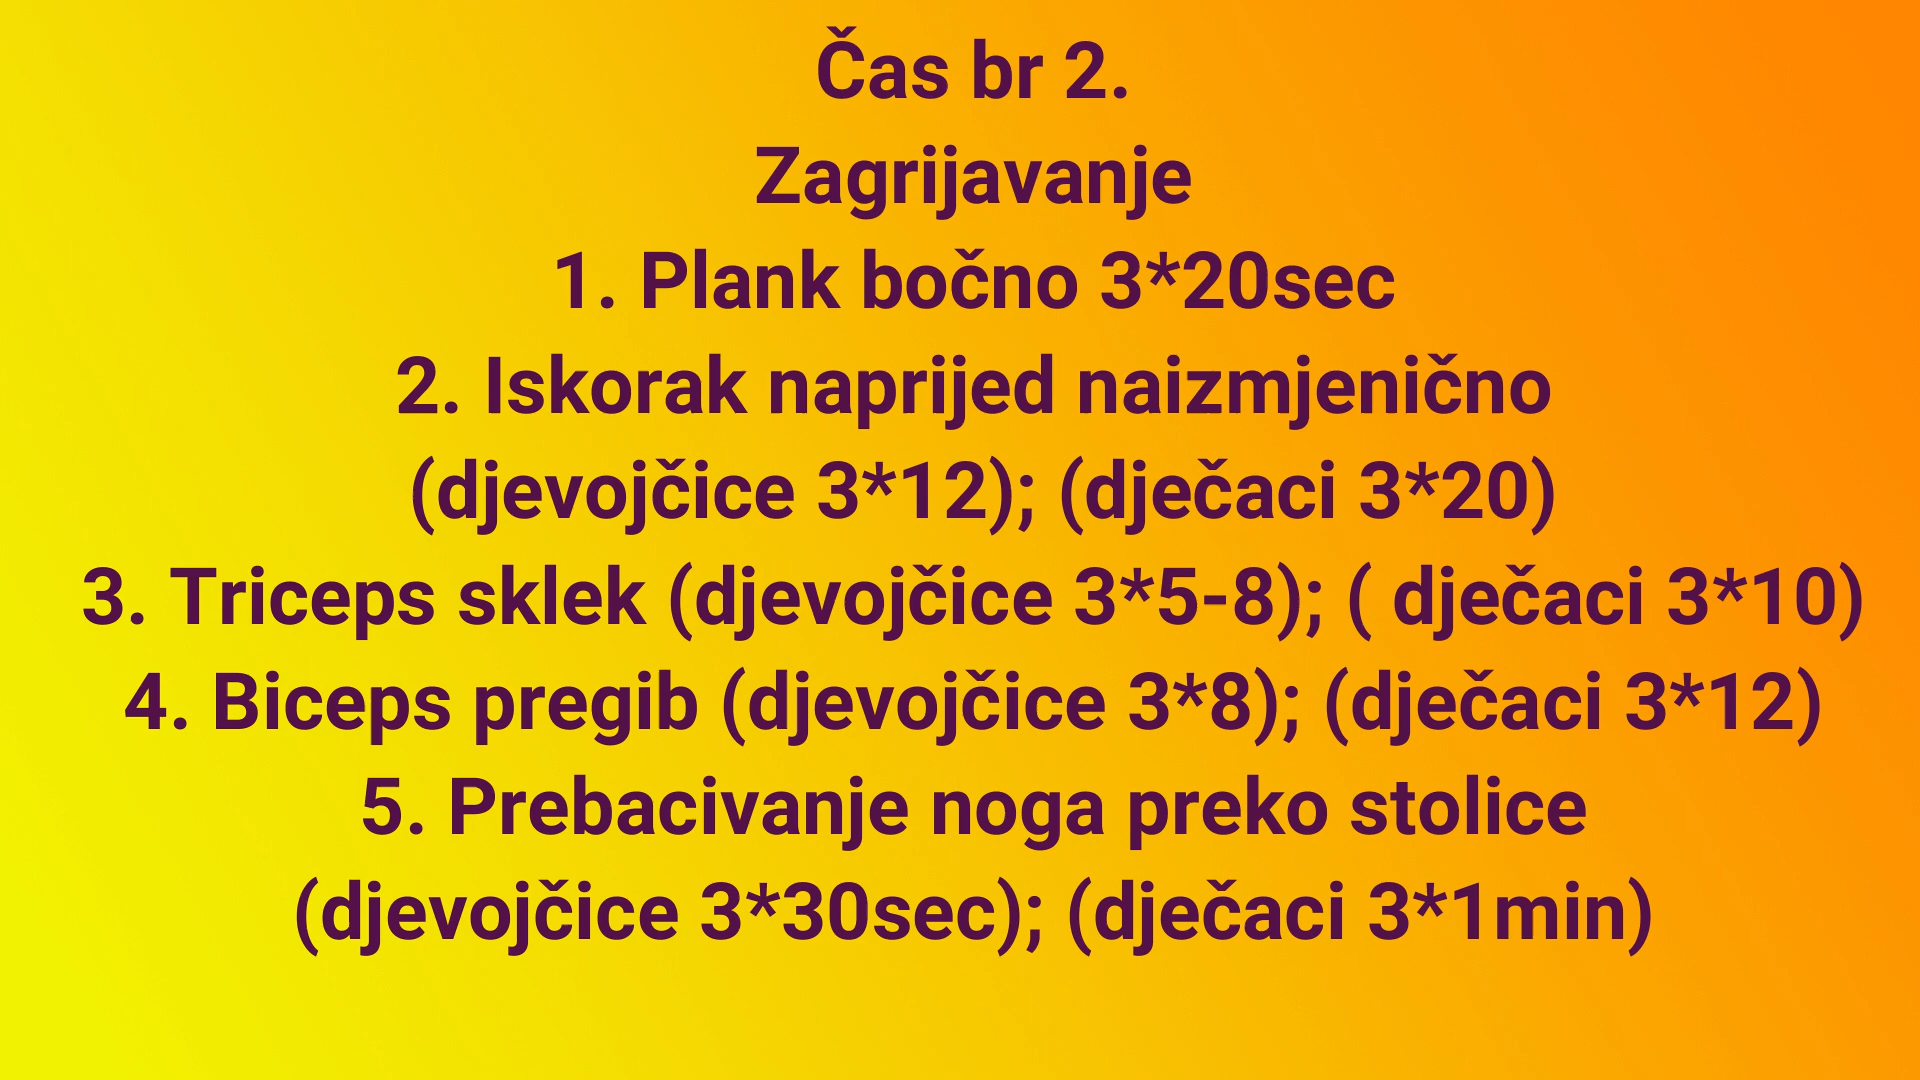 Čas br 2.
Zagrijavanje
1. Plank bočno 3*20sec
2. Iskorak naprijed naizmjenično
(djevojčice 3*12); (dječaci 3*20)
3. Triceps sklek (djevojčice 3*5-8); ( dječaci 3*10)
4. Biceps pregib (djevojčice 3*8); (dječaci 3*12)
5. Prebacivanje noga preko stolice
(djevojčice 3*30sec); (dječaci 3*1min)